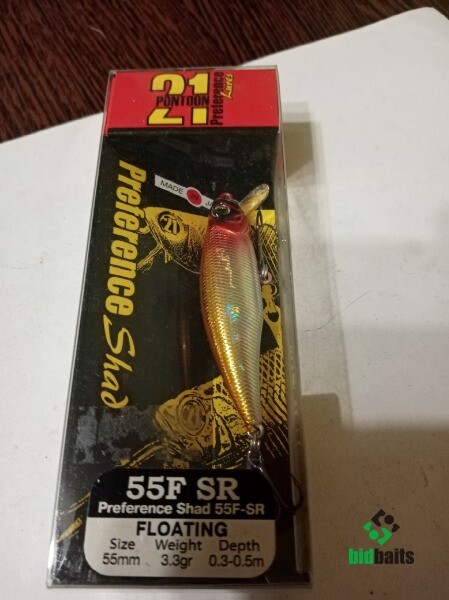 21
PONTOON
Preference
Lures
MADE
Preference Shad
21
55F SR
Preference Shad 55F-SR
FLOATING
Size Weight Depth
55mm 3.3gr 0.3-0.5m
bidbaits